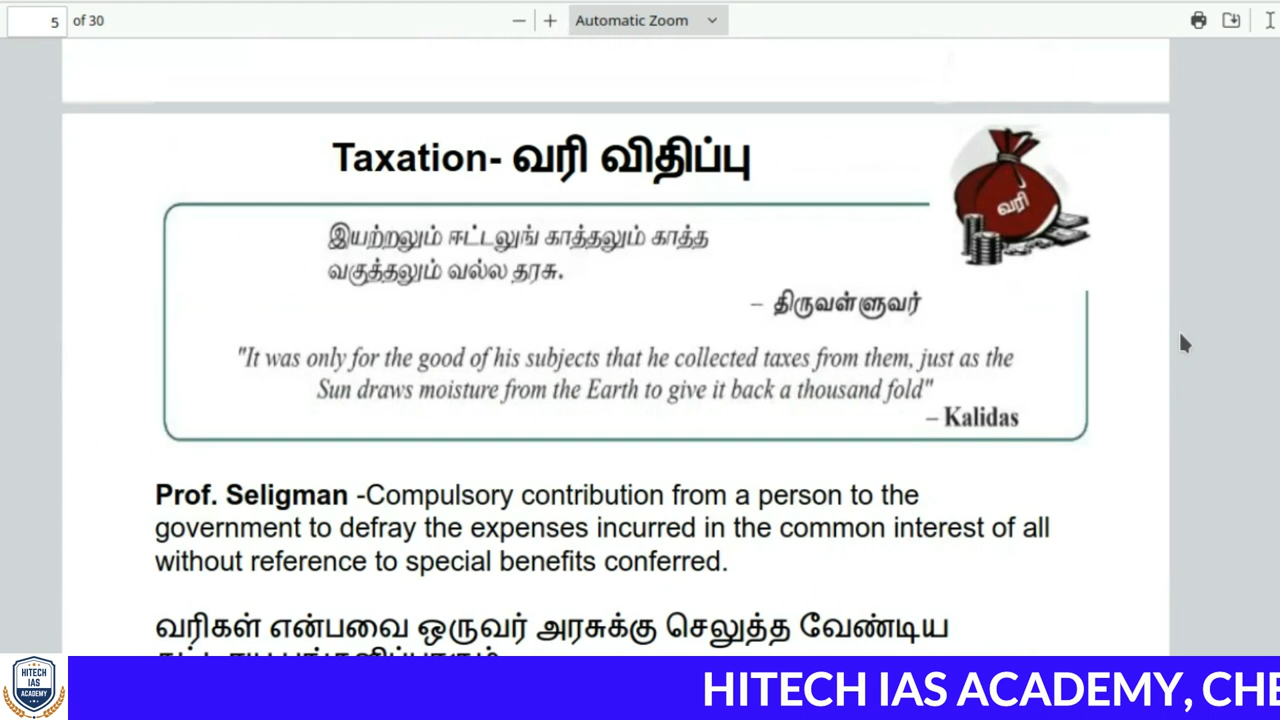 5 of 30
Automatic Zoom
Taxation- வரி விதிப்பு
வரி
இயற்றலும் ஈட்டலுங் காத்தலும் காத்த
வகுத்தலும் வல்ல தரசு.
– திருவள்ளுவர்
"It was only for the good of his subjects that he collected taxes from them, just as the
Sun draws moisture from the Earth to give it back a thousand fold"
– Kalidas
Prof. Seligman -Compulsory contribution from a person to the
government to defray the expenses incurred in the common interest of all
without reference to special benefits conferred.
வரிகள் என்பவை ஒருவர் அரசுக்கு செலுத்த வேண்டிய
HITECH
IAS
ACADEMY
HITECH IAS ACADEMY, CHE